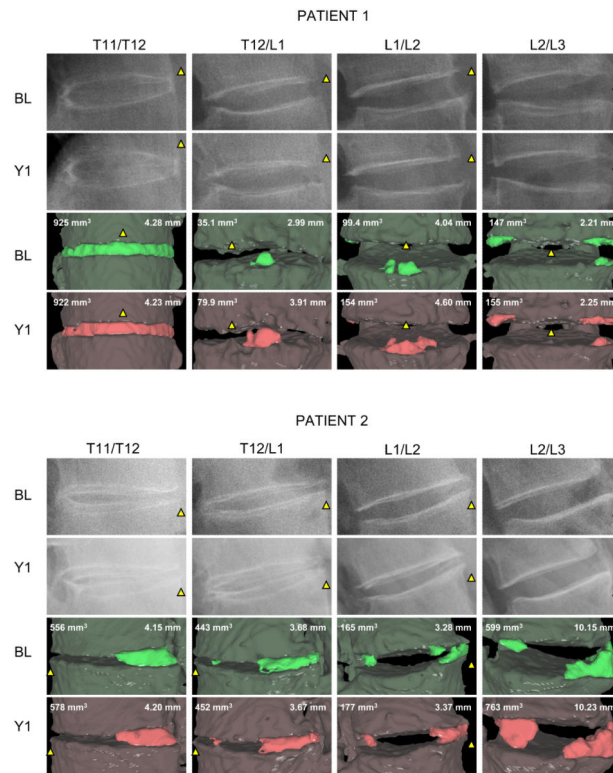 PATIENT 1
T11/T12 T12/L1 L1/L2 L2/L3
BL
Y1
BL 925 mm³ 4.28 mm 35.1 mm³ 2.99 mm 99.4 mm³ 4.04 mm 147 mm³ 2.21 mm
Y1 922 mm³ 4.23 mm 79.9 mm³ 3.91 mm 154 mm³ 4.60 mm 155 mm³ 2.25 mm
PATIENT 2
T11/T12 T12/L1 L1/L2 L2/L3
BL
Y1
BL 556 mm³ 4.15 mm 443 mm³ 3.68 mm 165 mm³ 3.28 mm 599 mm³ 10.15 mm
Y1 578 mm³ 4.20 mm 452 mm³ 3.67 mm 177 mm³ 3.37 mm 763 mm³ 10.23 mm